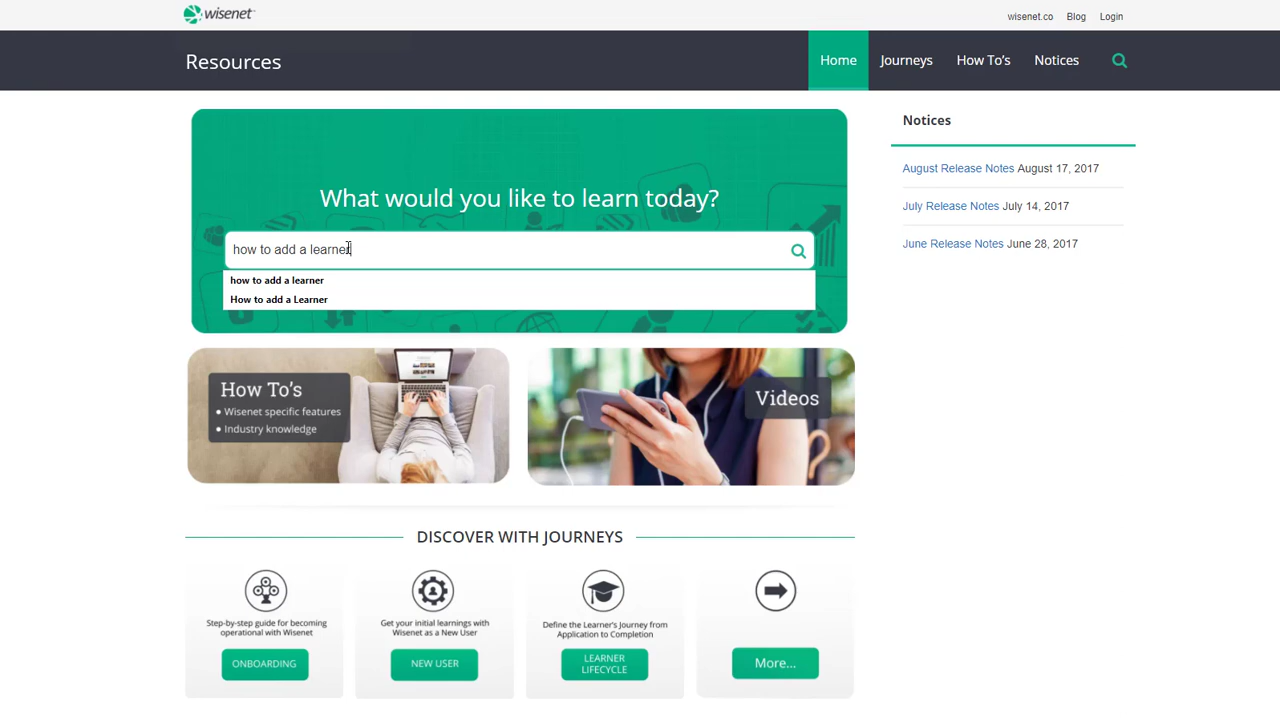 wisenet
wisenet.co Blog Login
Resources
Home Journeys How To's Notices
What would you like to learn today?
how to add a learner
how to add a learner
How to add a Learner
Notices
August Release Notes August 17, 2017
July Release Notes July 14, 2017
June Release Notes June 28, 2017
How To's
• Wisenet specific features
• Industry knowledge
Videos
DISCOVER WITH JOURNEYS
Step-by-step guide for becoming
operational with Wisenet
ONBOARDING
Get your initial learnings with
Wisenet as a New User
NEW USER
Define the Learner's Journey from
Application to Completion
LEARNER
LIFECYCLE
More...